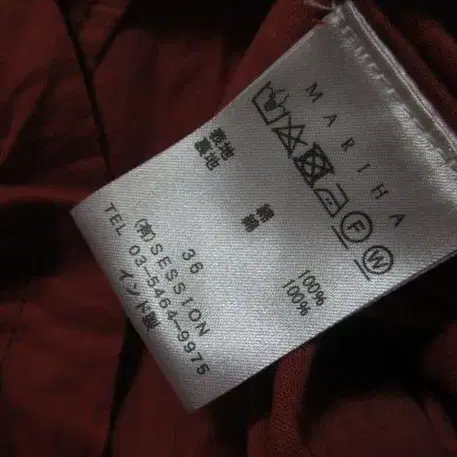 MARIHA
表地 綿 100%
裏地 綿 100%
36
(有)SESSION
TEL 03-5464-9975
インド製